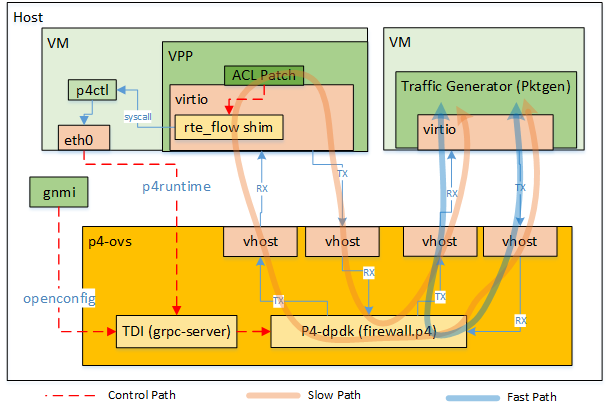 Host
VM
VPP
ACL Patch
p4ctl
virtio
syscall
rte_flow shim
eth0
VM
Traffic Generator (Pktgen)
virtio
gnmi
p4runtime
RX
TX
RX
TX
p4-ovs
vhost
vhost
vhost
vhost
RX
TX
TX
RX
openconfig
TDI (grpc-server)
P4-dpdk (firewall.p4)
Control Path
Slow Path
Fast Path